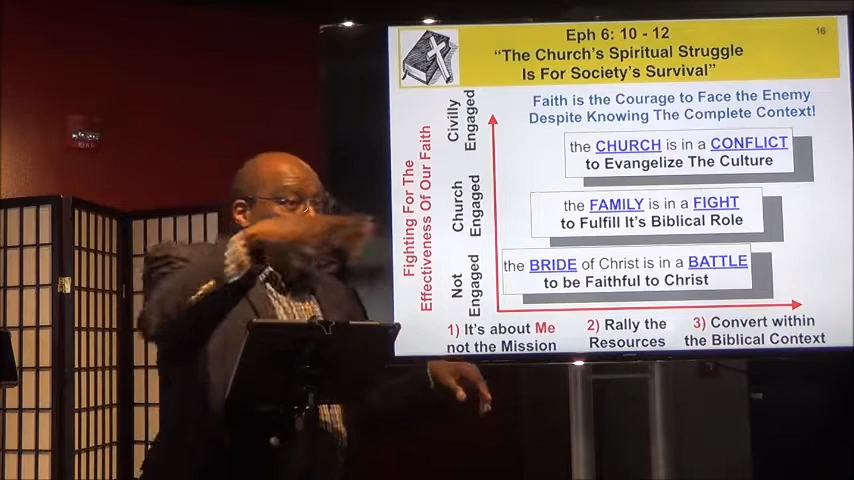 Eph 6: 10 - 12
16
“The Church’s Spiritual Struggle
Is For Society’s Survival”
Faith is the Courage to Face the Enemy
Despite Knowing The Complete Context!
Fighting For The
Effectiveness Of Our Faith
Civilly
Engaged
Church
Engaged
Not
Engaged
the CHURCH is in a CONFLICT
to Evangelize The Culture
the FAMILY is in a FIGHT
to Fulfill It’s Biblical Role
the BRIDE of Christ is in a BATTLE
to be Faithful to Christ
1) It’s about Me
not the Mission
2) Rally the
Resources
3) Convert within
the Biblical Context